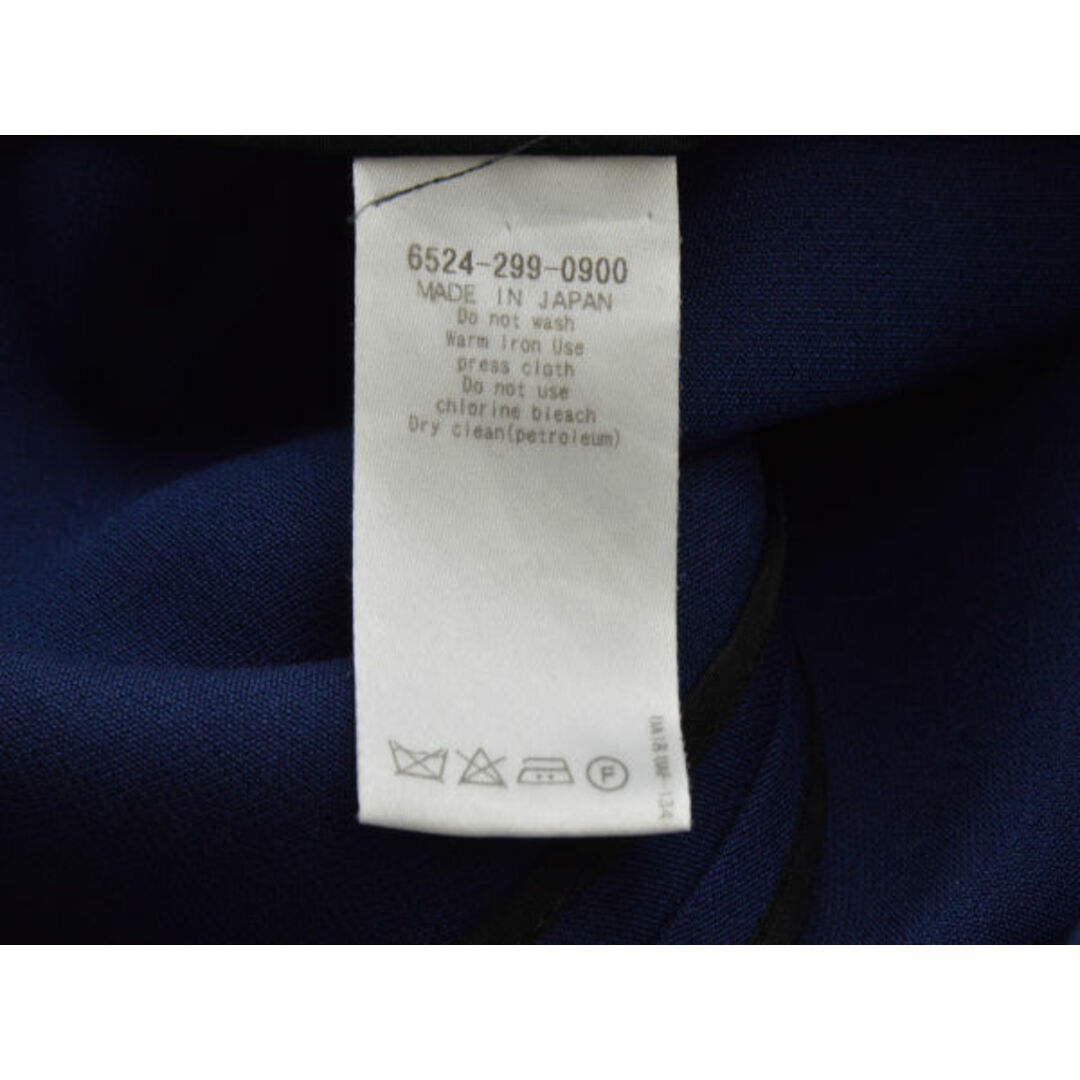 6524-299-0900
MADE IN JAPAN
Do not wash
Warm Iron Use
press cloth
Do not use
chlorine bleach
Dry clean(petroleum)
F